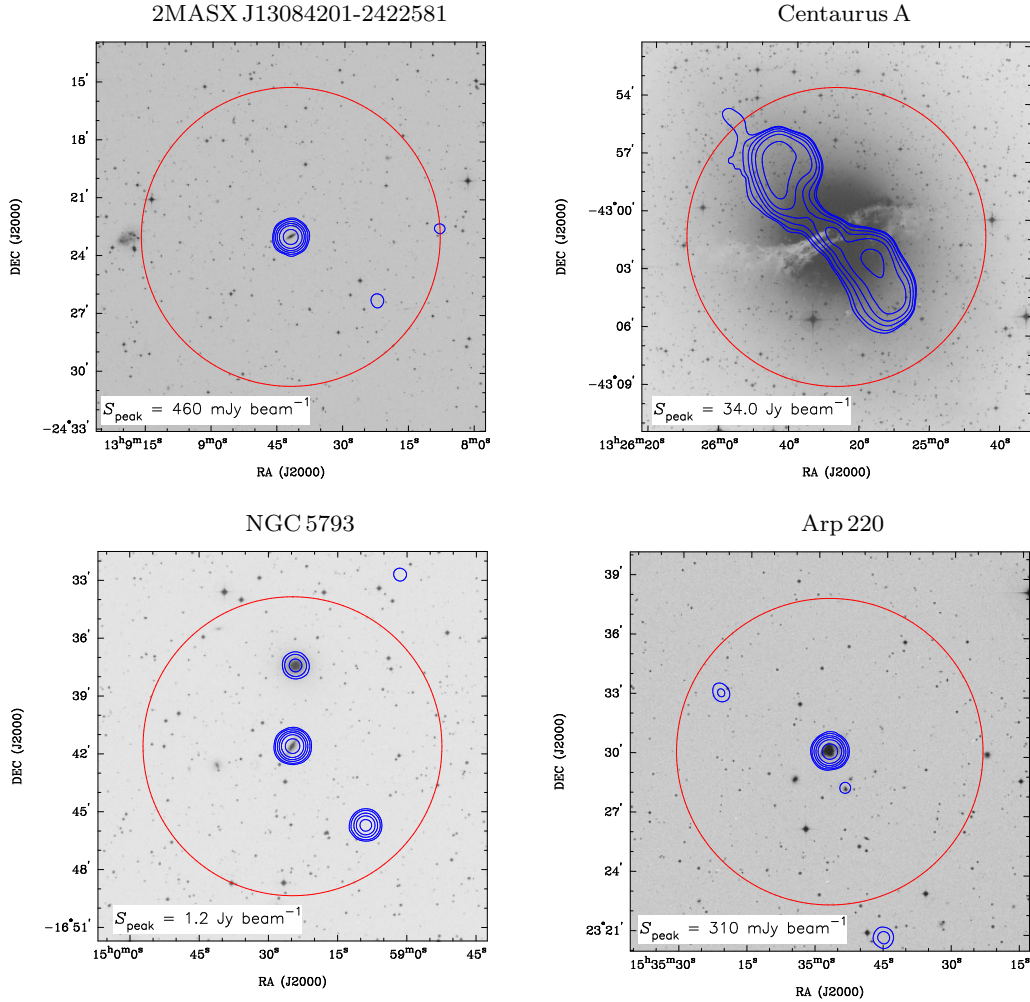 2MASX J13084201-2422581
Centaurus A
15′
18′
21′
24′
27′
30′
−24°33′
DEC (J2000)
S_peak = 460 mJy beam⁻¹
13ʰ9ᵐ15ˢ
9ᵐ0ˢ
45ˢ
30ˢ
15ˢ
8ᵐ0ˢ
RA (J2000)
54′
57′
−43°00′
03′
06′
−43°09′
DEC (J2000)
S_peak = 34.0 Jy beam⁻¹
13ʰ26ᵐ20ˢ
26ᵐ0ˢ
40ˢ
20ˢ
25ᵐ0ˢ
40ˢ
RA (J2000)
NGC 5793
Arp 220
33′
36′
39′
42′
45′
48′
−16°51′
DEC (J2000)
S_peak = 1.2 Jy beam⁻¹
15ʰ0ᵐ0ˢ
45ˢ
30ˢ
15ˢ
59ᵐ0ˢ
45ˢ
RA (J2000)
39′
36′
33′
30′
27′
24′
23°21′
DEC (J2000)
S_peak = 310 mJy beam⁻¹
15ʰ35ᵐ30ˢ
15ˢ
35ᵐ0ˢ
45ˢ
30ˢ
15ˢ
RA (J2000)